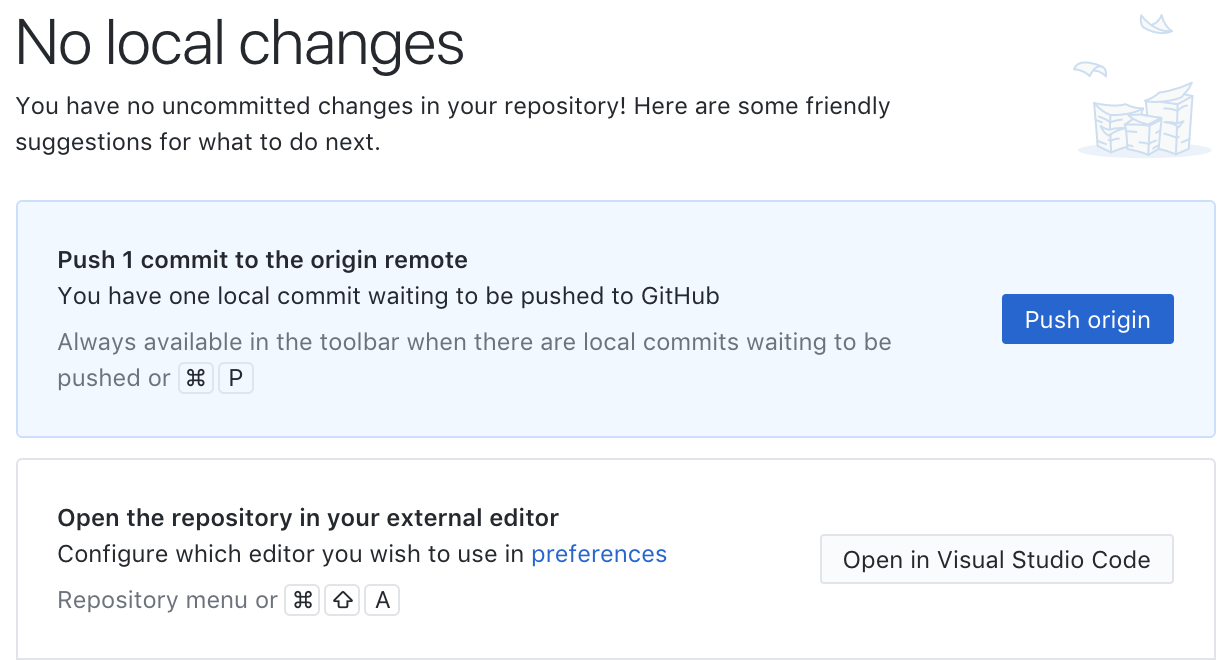 No local changes
You have no uncommitted changes in your repository! Here are some friendly
suggestions for what to do next.
Push 1 commit to the origin remote
You have one local commit waiting to be pushed to GitHub
Always available in the toolbar when there are local commits waiting to be
pushed or ⌘ P
Push origin
Open the repository in your external editor
Configure which editor you wish to use in preferences
Repository menu or ⌘ ⇧ A
Open in Visual Studio Code